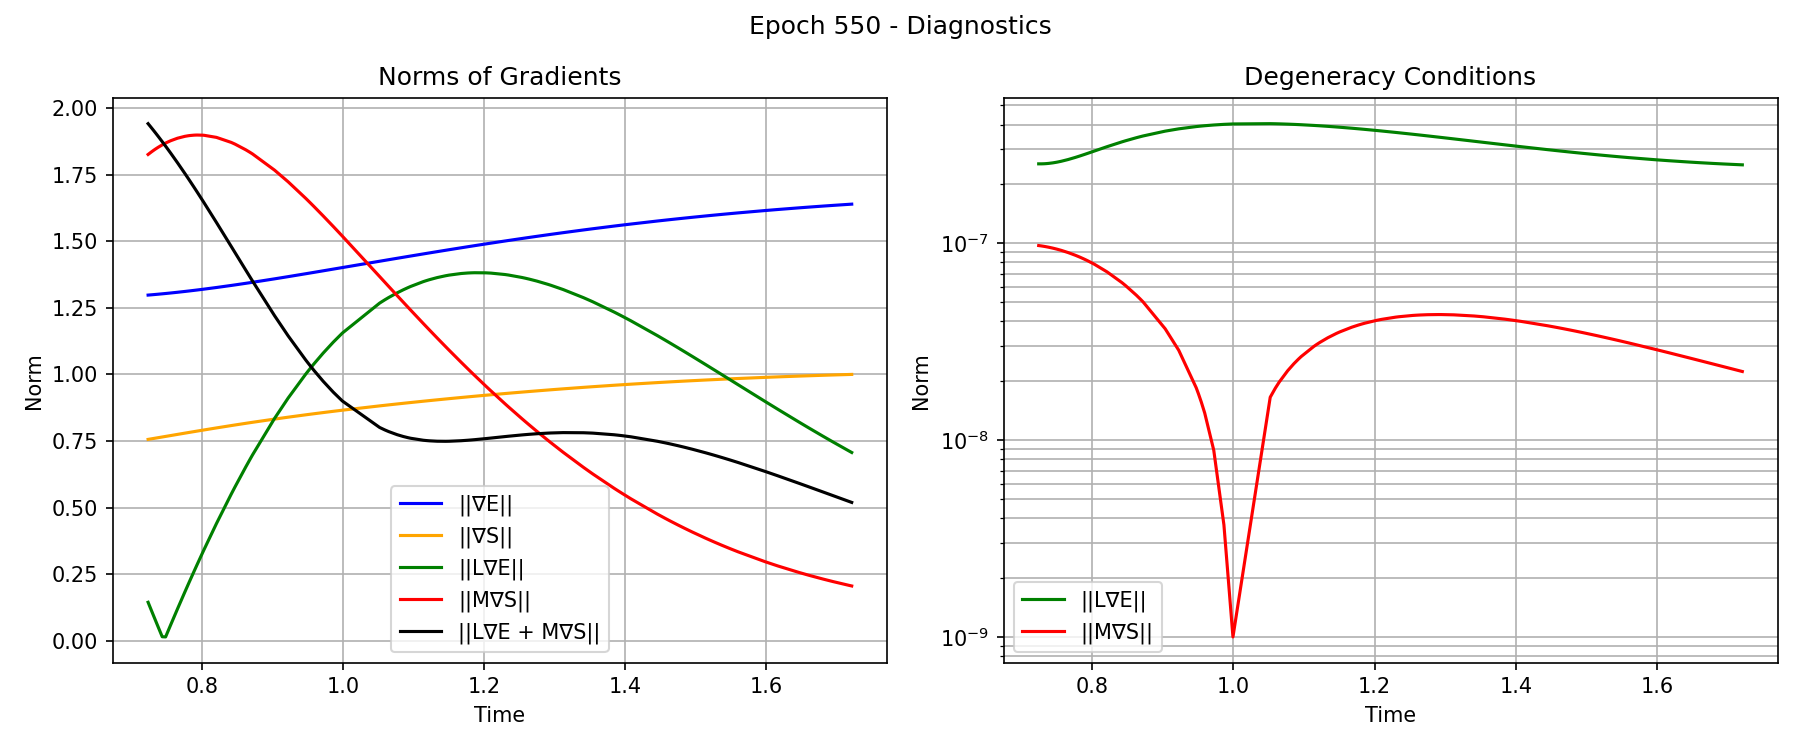 Epoch 550 - Diagnostics
Norms of Gradients
Norm
2.00
1.75
1.50
1.25
1.00
0.75
0.50
0.25
0.00
||∇E||
||∇S||
||L∇E||
||M∇S||
||L∇E + M∇S||
0.8
1.0
1.2
1.4
1.6
Time
Degeneracy Conditions
Norm
10⁻⁷
10⁻⁸
10⁻⁹
||L∇E||
||M∇S||
0.8
1.0
1.2
1.4
1.6
Time